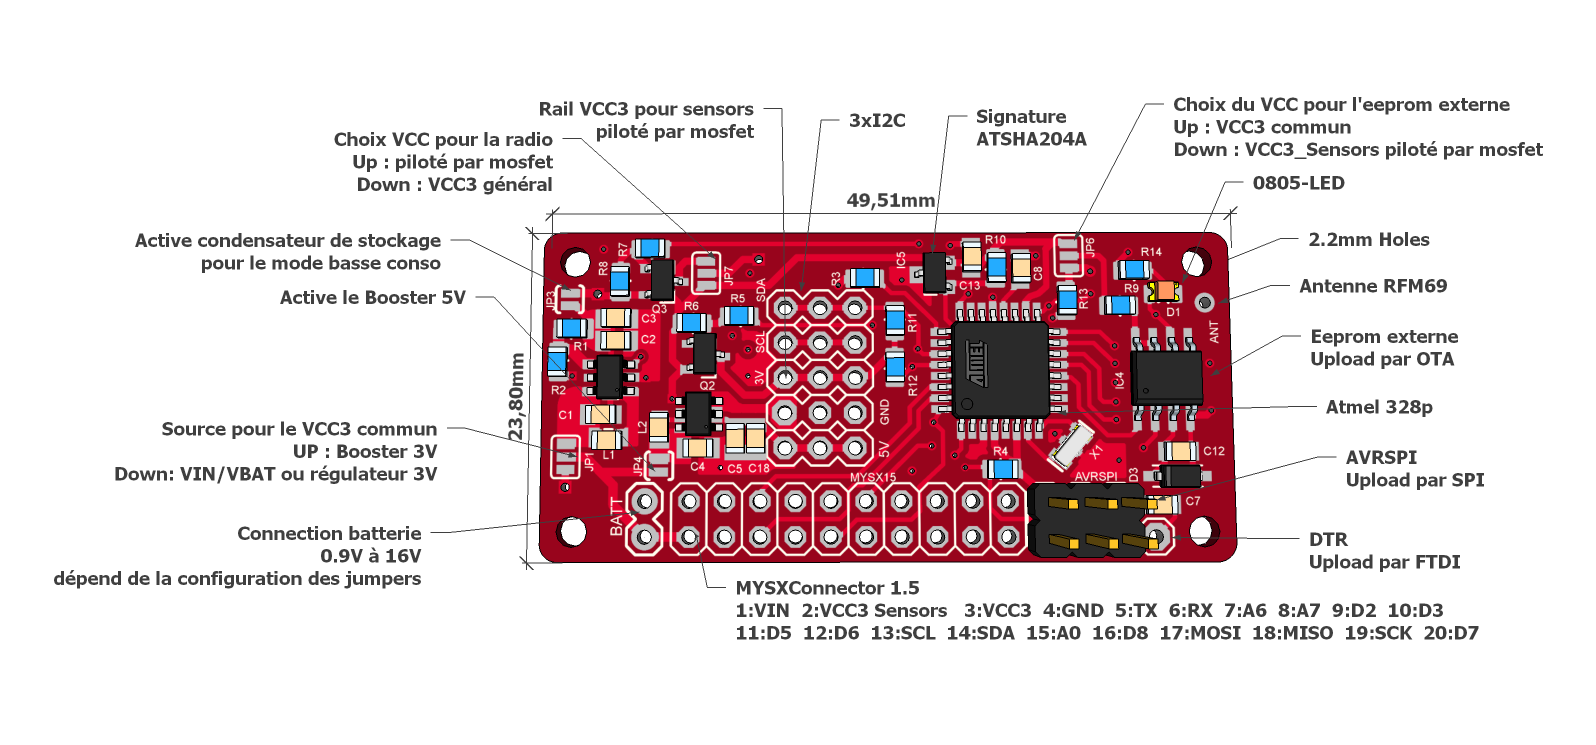 Rail VCC3 pour sensors
piloté par mosfet
3xI2C
Signature
ATSHA204A
Choix du VCC pour l'eeprom externe
Up : VCC3 commun
Down : VCC3_Sensors piloté par mosfet
Choix VCC pour la radio
Up : piloté par mosfet
Down : VCC3 général
0805-LED
49,51mm
2.2mm Holes
Active condensateur de stockage
pour le mode basse conso
Active le Booster 5V
Antenne RFM69
Eeprom externe
Upload par OTA
23,80mm
Atmel 328p
Source pour le VCC3 commun
UP : Booster 3V
Down: VIN/VBAT ou régulateur 3V
AVRSPI
Upload par SPI
Connection batterie
0.9V à 16V
dépend de la configuration des jumpers
DTR
Upload par FTDI
MYSXConnector 1.5
1:VIN 2:VCC3 Sensors 3:VCC3 4:GND 5:TX 6:RX 7:A6 8:A7 9:D2 10:D3
11:D5 12:D6 13:SCL 14:SDA 15:A0 16:D8 17:MOSI 18:MISO 19:SCK 20:D7
R7
R8
Q3
JP7
JP3
R6
R5
SDA
R3
IC5
C13
R10
C8
JP6
R13
R14
R9
D1
ANT
C3
C2
R1
R2
C1
L1
JP1
Q2
L2
C4
C5
C18
JP4
SCL
3V
GND
5V
R11
R12
ATMEL
IC4
X1
R4
C12
D3
C7
MYSX15
AVRSPI
BATT